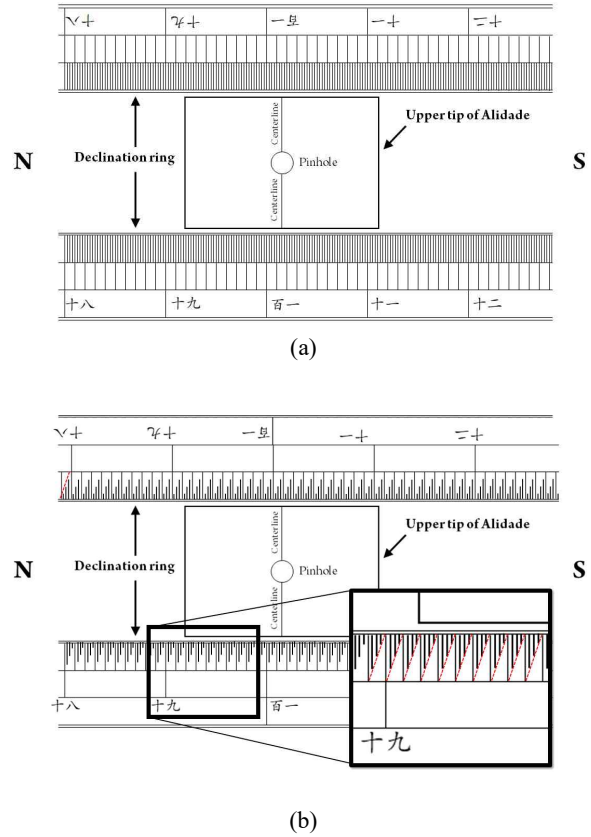 十八 十九 百一 十一 十二
Upper tip of Alidade
Centerline
N Declination ring Pinhole S
Centerline
十八 十九 百一 十一 十二
(a)
十八 十九 百一 十一 十二
Upper tip of Alidade
Centerline
N Declination ring Pinhole S
Centerline
十八 十九 百一
十九
(b)